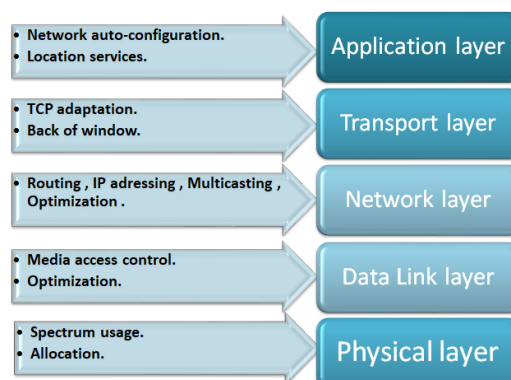 • Network auto-configuration.
• Location services.
Application layer
• TCP adaptation.
• Back of window.
Transport layer
• Routing , IP adressing , Multicasting ,
Optimization .
Network layer
• Media access control.
• Optimization.
Data Link layer
• Spectrum usage.
• Allocation.
Physical layer